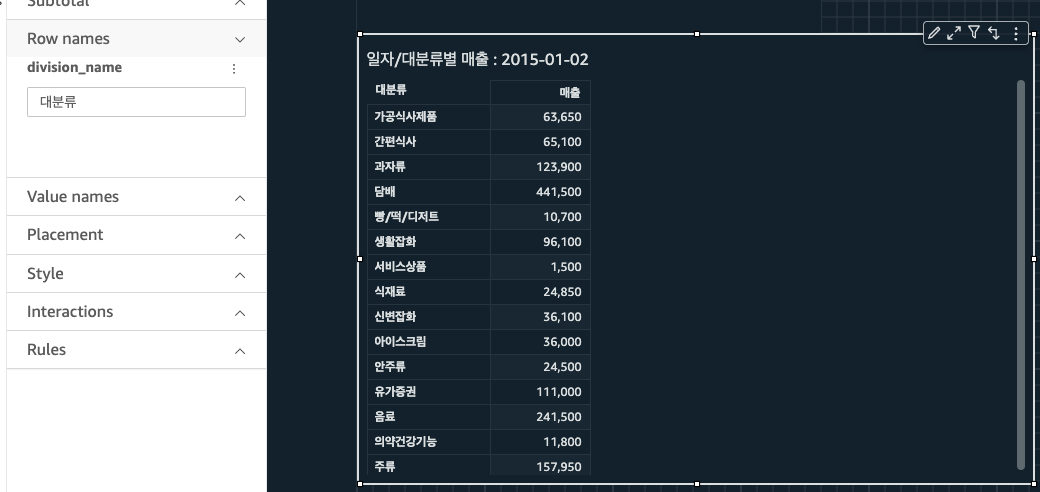 Subtotal
Row names
division_name
대분류
Value names
Placement
Style
Interactions
Rules
일자/대분류별 매출 : 2015-01-02
대분류 매출
가공식사제품 63,650
간편식사 65,100
과자류 123,900
담배 441,500
빵/떡/디저트 10,700
생활잡화 96,100
서비스상품 1,500
식재료 24,850
신변잡화 36,100
아이스크림 36,000
안주류 24,500
유가증권 111,000
음료 241,500
의약건강기능 11,800
주류 157,950